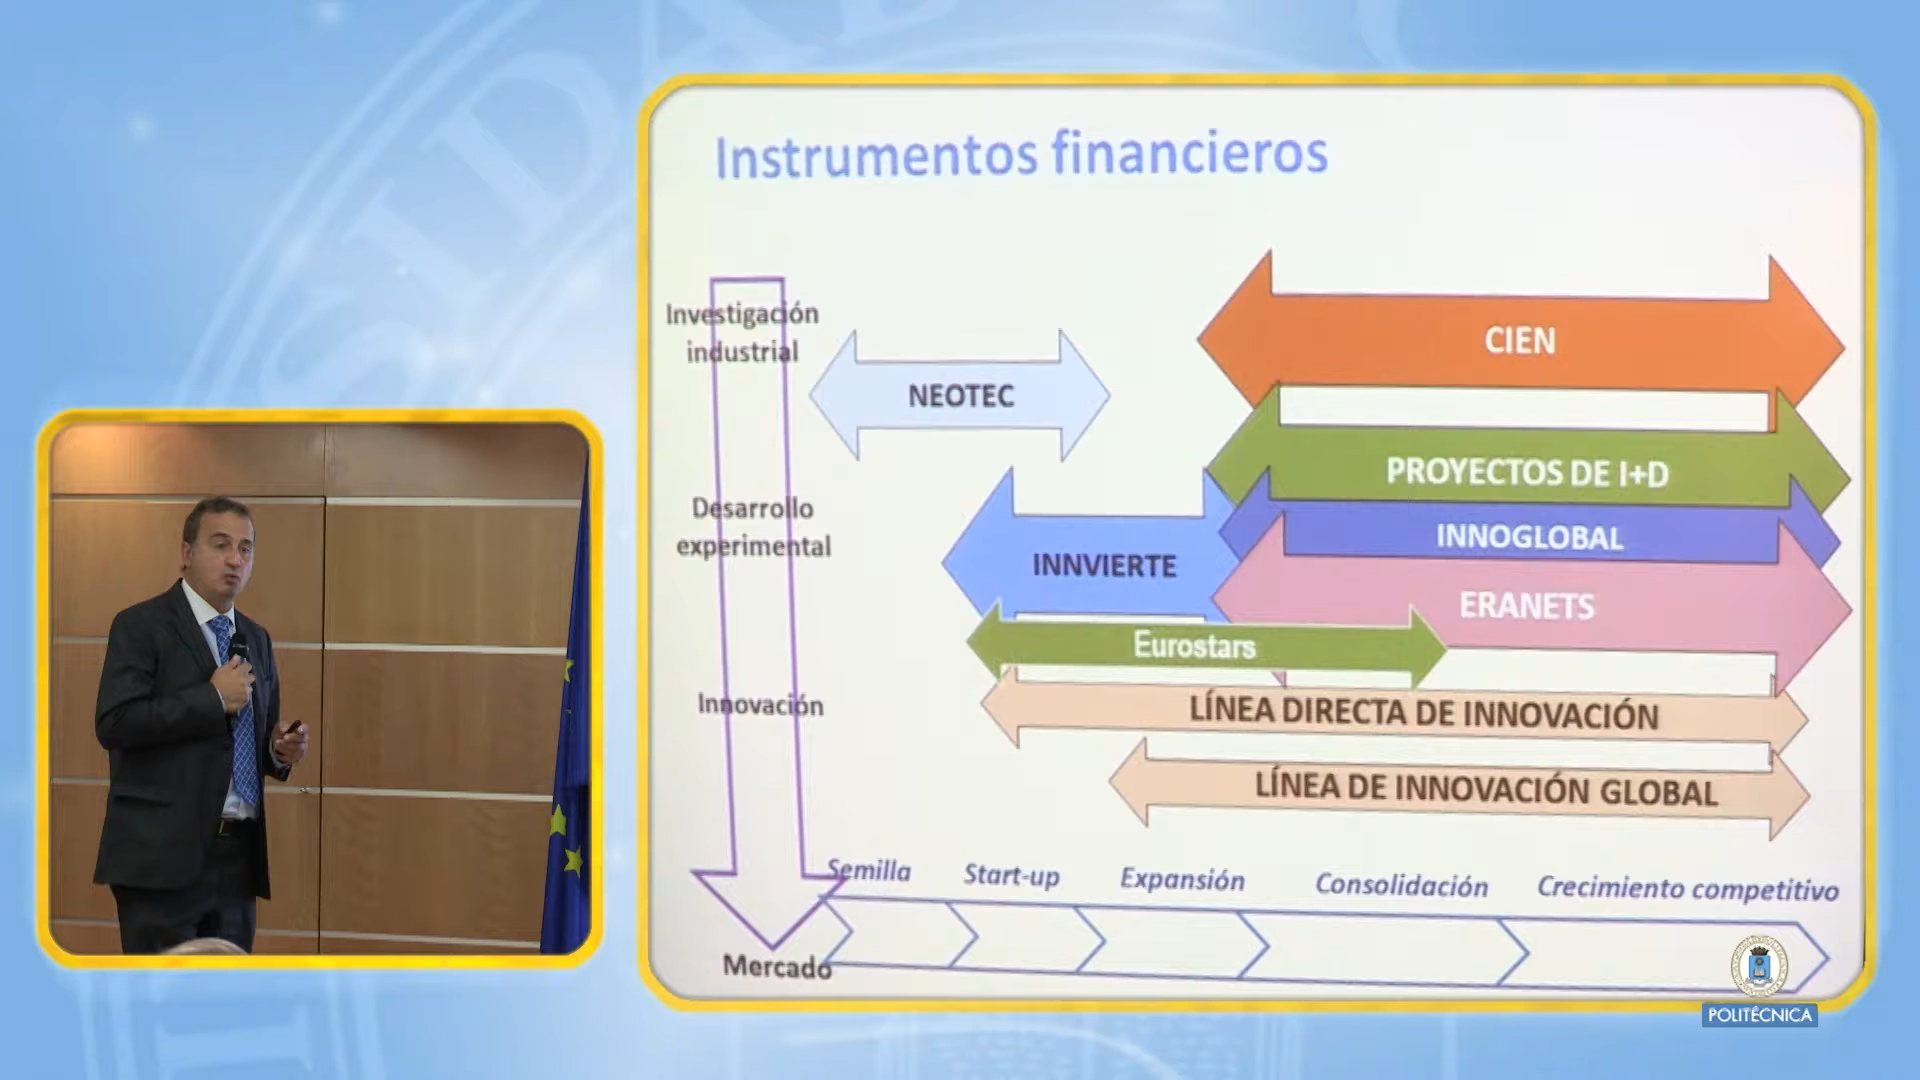 Instrumentos financieros
Investigación
industrial
CIEN
NEOTEC
PROYECTOS DE I+D
Desarrollo
experimental
INNOGLOBAL
INNVIERTE
ERANETS
Eurostars
Innovación
LÍNEA DIRECTA DE INNOVACIÓN
LÍNEA DE INNOVACIÓN GLOBAL
Semilla
Start-up
Expansión
Consolidación
Crecimiento competitivo
Mercado
POLITÉCNICA